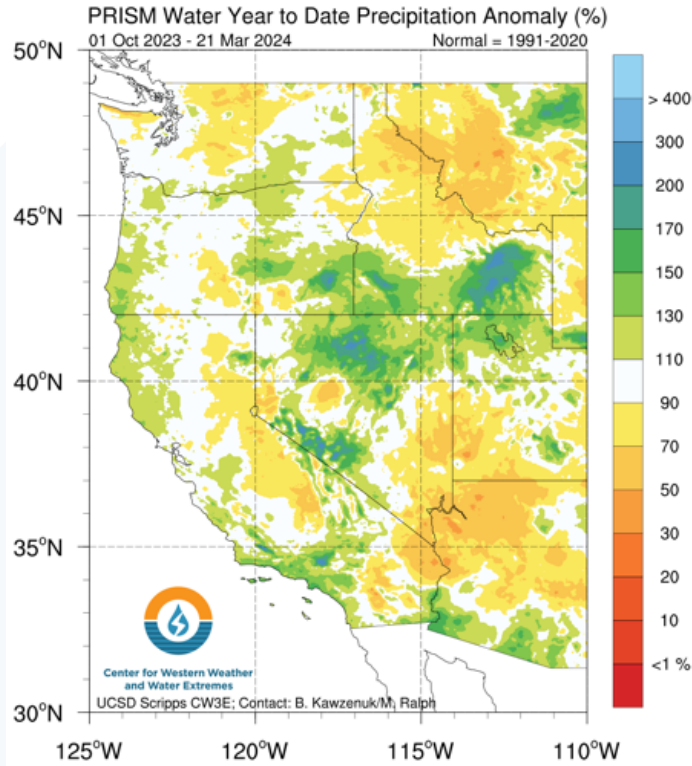 PRISM Water Year to Date Precipitation Anomaly (%)
01 Oct 2023 - 21 Mar 2024
Normal = 1991-2020
50°N
45°N
40°N
35°N
30°N
125°W
120°W
115°W
110°W
> 400
300
200
170
150
130
110
90
70
50
30
20
10
<1 %
Center for Western Weather
and Water Extremes
UCSD Scripps CW3E; Contact: B. Kawzenuk/M. Ralph